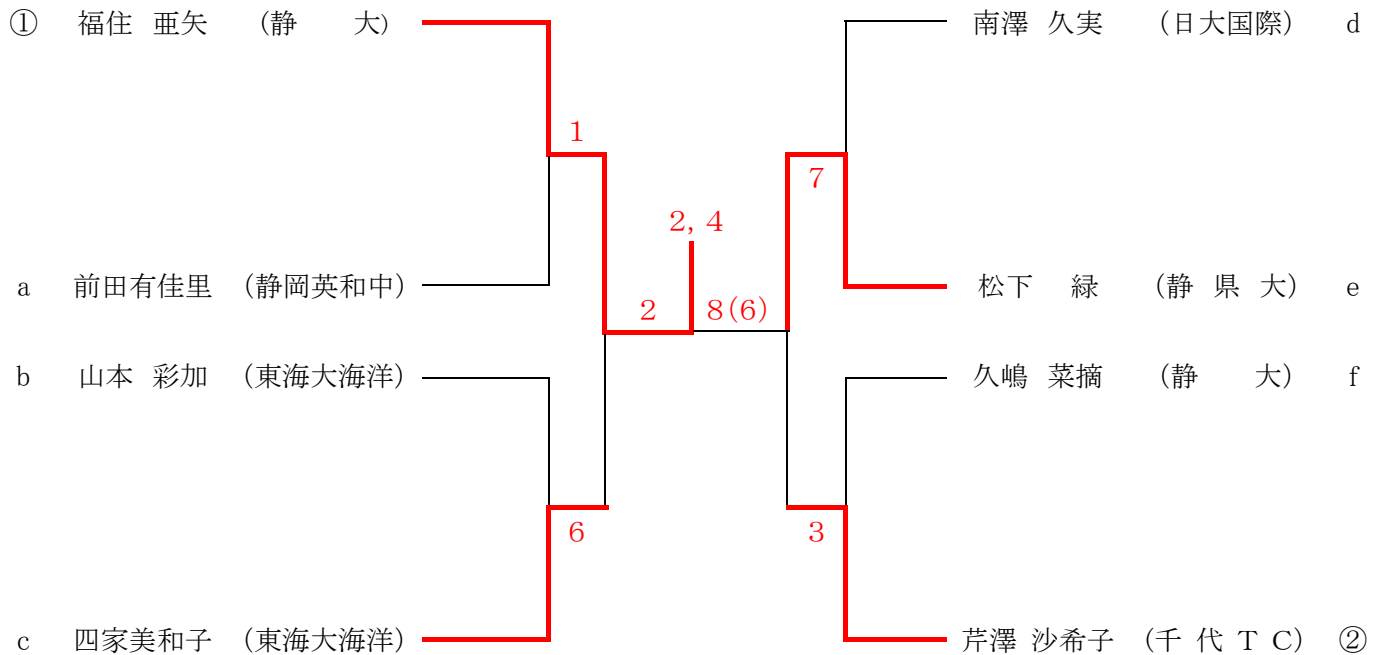 ① 福住 亜矢 (静 大)
南澤 久実 (日大国際) d
1
7
2, 4
a 前田有佳里 (静岡英和中)
松下 緑 (静 県 大) e
2
8(6)
b 山本 彩加 (東海大海洋)
久嶋 菜摘 (静 大) f
6
3
c 四家美和子 (東海大海洋)
芹澤 沙希子 (千 代 T C) ②